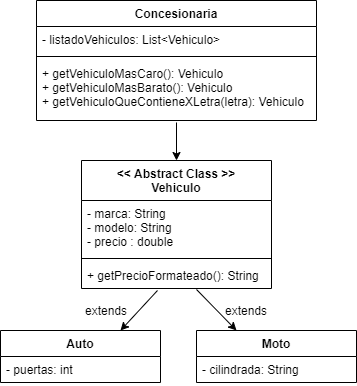 Concesionaria
- listadoVehiculos: List<Vehiculo>
+ getVehiculoMasCaro(): Vehiculo
+ getVehiculoMasBarato(): Vehiculo
+ getVehiculoQueContieneXLetra(letra): Vehiculo
<< Abstract Class >>
Vehiculo
- marca: String
- modelo: String
- precio : double
+ getPrecioFormateado(): String
extends
extends
Auto
- puertas: int
Moto
- cilindrada: String